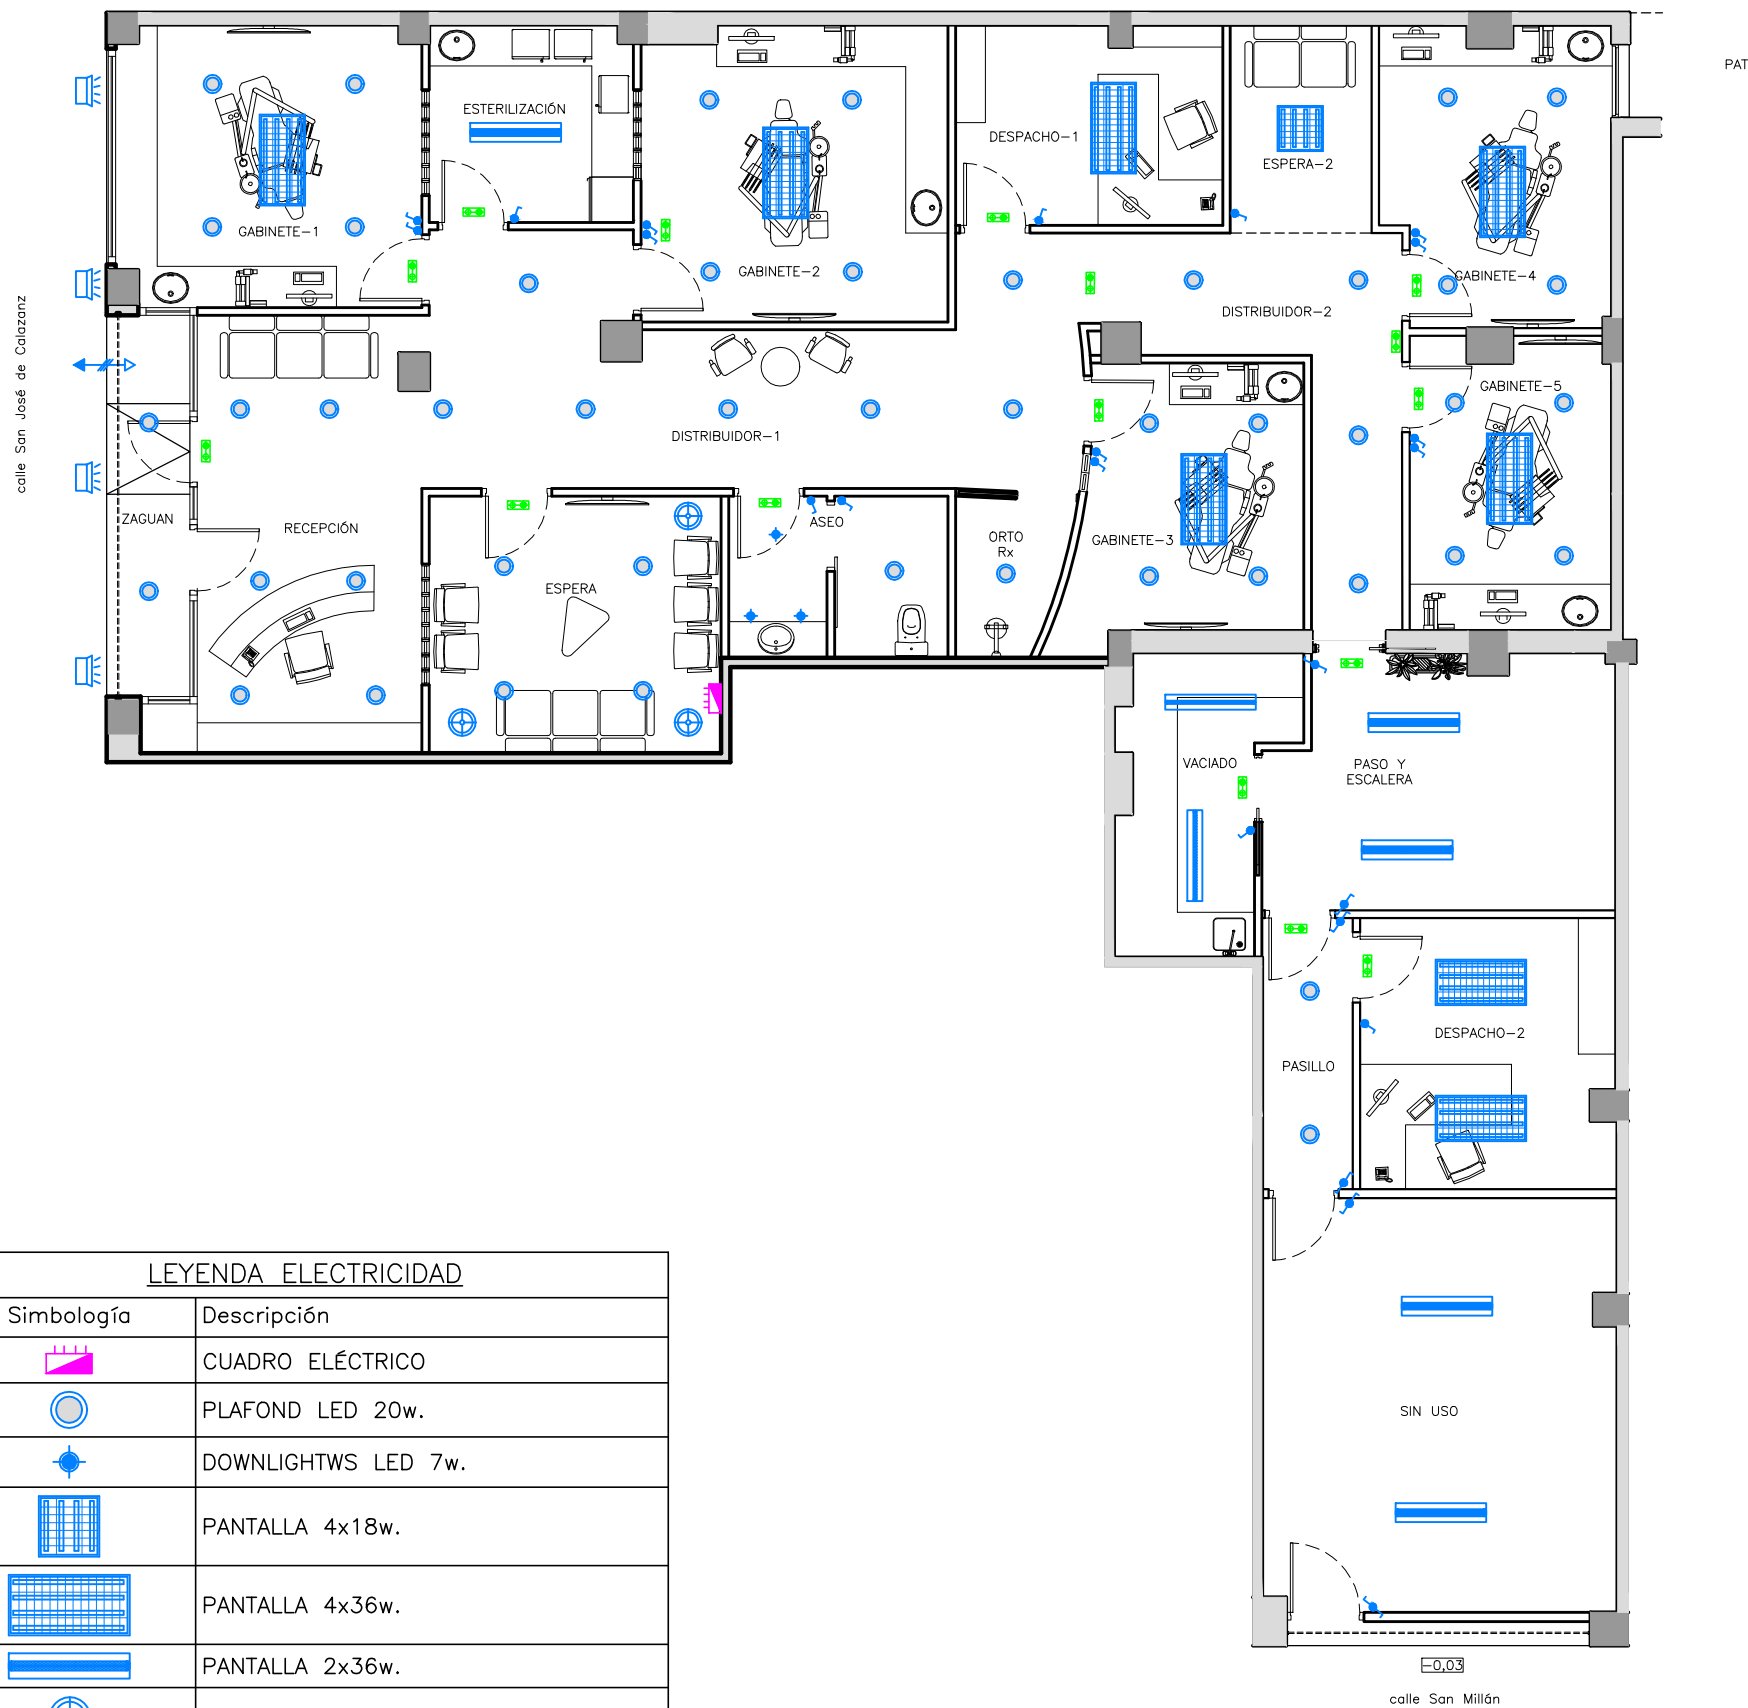 PAT
ESTERILIZACIÓN
DESPACHO-1
ESPERA-2
GABINETE-1
GABINETE-2
GABINETE-4
DISTRIBUIDOR-2
calle San José de Calazanz
GABINETE-5
DISTRIBUIDOR-1
ZAGUAN
RECEPCIÓN
ASEO
ORTO
Rx
GABINETE-3
ESPERA
VACIADO
PASO Y
ESCALERA
DESPACHO-2
PASILLO
SIN USO
LEYENDA ELECTRICIDAD
Simbología
Descripción
CUADRO ELÉCTRICO
PLAFOND LED 20w.
DOWNLIGHTWS LED 7w.
PANTALLA 4x18w.
PANTALLA 4x36w.
PANTALLA 2x36w.
-0,03
calle San Millán